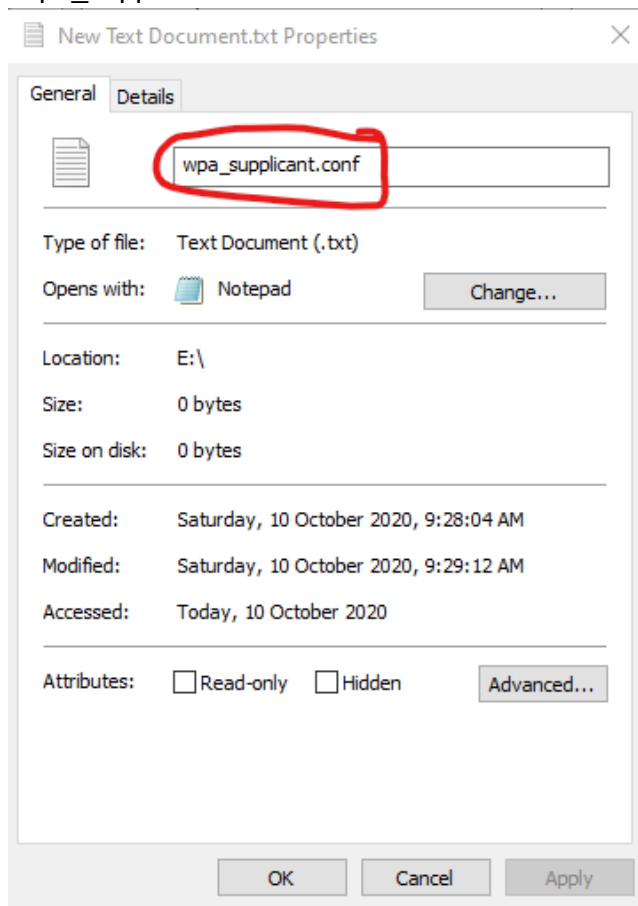 New Text Document.txt Properties
General Details
wpa_supplicant.conf
Type of file: Text Document (.txt)
Opens with: Notepad Change...
Location: E:\
Size: 0 bytes
Size on disk: 0 bytes
Created: Saturday, 10 October 2020, 9:28:04 AM
Modified: Saturday, 10 October 2020, 9:29:12 AM
Accessed: Today, 10 October 2020
Attributes: Read-only Hidden Advanced...
OK Cancel Apply